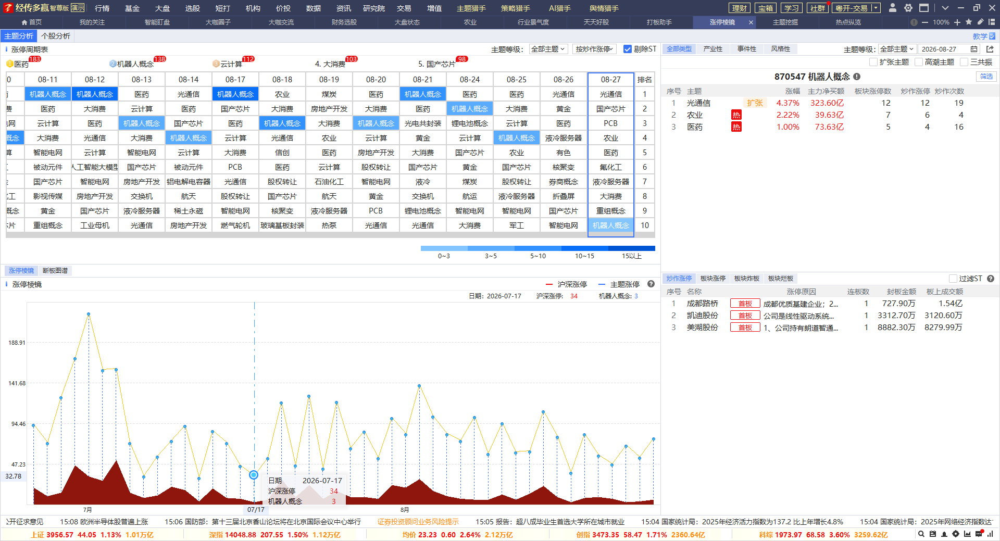 经传多赢 智尊版 演示 行情 基金 大盘 选股 短打 机构 价投 数据 资讯 研究院 交易 增值 主题猎手 策略猎手 AI猎手 舆情猎手 理财 宝箱 学习 社群 粤开-交易
首页 我的关注 智能盯盘 大咖圈子 大咖交流 财务选股 大盘状态 农业 行业景气度 天天好股 打板助手 涨停棱镜 主题挖掘 热点纵览 100%
主题分析 个股分析 教学
涨停周期表 主题等级: 全部主题 按炒作涨停 剔除ST
医药 183 机器人概念 138 云计算 112 4. 大消费 103 5. 国产芯片 98
0 08-11 08-12 08-13 08-14 08-17 08-18 08-19 08-20 08-21 08-24 08-25 08-26 08-27 排名
机器人概念 机器人概念 医药 光通信 机器人概念 农业 煤炭 医药 机器人概念 医药 医药 光通信 光通信 1
费 医药 大消费 云计算 医药 国产芯片 大消费 房地产开发 大消费 医药 机器人概念 大消费 黄金 国产芯片 2
网 云计算 医药 机器人概念 国产芯片 医药 机器人概念 大消费 机器人概念 光电共封装 锂电池概念 云计算 医药 PCB 3
概念 大消费 光通信 大消费 机器人概念 云计算 光通信 农业 云计算 黄金 云计算 机器人概念 液冷服务器 农业 4
算 智能电网 云计算 智能电网 云计算 大消费 信创 医药 房地产开发 大消费 国产芯片 农业 有色 医药 5
工 被动元件 人工智能大模型 国产芯片 被动元件 PCB 医药 云计算 股权转让 国产芯片 黄金 国产芯片 核聚变 氟化工 6
国产芯片 智能电网 房地产开发 铝电解电容器 光通信 股权转让 石油化工 智能电网 液冷 煤炭 股权转让 券商概念 液冷服务器 7
工 影视传媒 房地产开发 交换机 航天 股权转让 国产芯片 航天 黄金 交换机 航运 液冷服务器 折叠屏 大消费 8
概念 黄金 国产芯片 液冷服务器 稀土永磁 智能电网 核聚变 液冷服务器 PCB 锂电池概念 智能电网 智能电网 国产芯片 重组概念 9
片 重组概念 工业母机 光通信 房地产开发 燃气轮机 玻璃基板封装 热泵 光通信 光通信 大消费 军工 智能电网 机器人概念 10
0~3 3~5 5~10 10~15 15以上
涨停棱镜 断板图谱
涨停棱镜 沪深涨停 主题涨停
日期: 2026-07-17 沪深涨停: 34 机器人概念: 3
188.91
141.68
94.46
47.23
32.78
日期 2026-07-17
沪深涨停 34
机器人概念 3
7月 07/17 8月
全部类型 产业性 事件性 风格性 主题等级: 全部主题 2026-08-27
扩张主题 高潮主题 三共振
870547 机器人概念 筛选
序号 主题 涨幅 主力净买额 板块涨停数 炒作涨停 炒作次数
1 光通信 扩张 4.37% 323.60亿 12 12 19
2 农业 热 2.22% 39.63亿 7 6 4
3 医药 热 1.00% 73.63亿 5 4 16
炒作涨停 板块涨停 板块炸板 板块烂板 过滤ST
序号 名称 涨停原因 连板数 封板金额 板上成交额
1 成都路桥 首板 成都优质基建企业；2... 1 727.90万 1.54亿
2 凯迪股份 首板 公司是线性驱动系统... 1 3312.70万 3120.60万
3 美湖股份 首板 1、公司持有朗道智通... 1 8882.30万 8279.99万
公开征求意见 15:08 欧洲半导体股普遍上涨 15:06 国防部：第十三届北京香山论坛将在北京国际会议中心举行 证券投资顾问业务风险提示 15:05 报告：超八成毕业生首选大学所在城市就业 15:04 国家统计局：2025年经济活力指数为137.2 比上年增长4.8% 15:04 国家统计局：2025年网络经济指数达
上证 3956.57 44.05 1.13% 1.01万亿 深指 14048.88 207.55 1.50% 1.12万亿 均价 23.23 0.60 2.64% 2.12万亿 创指 3473.35 58.47 1.71% 2360.64亿 科综 1973.97 68.58 3.60% 3259.62亿